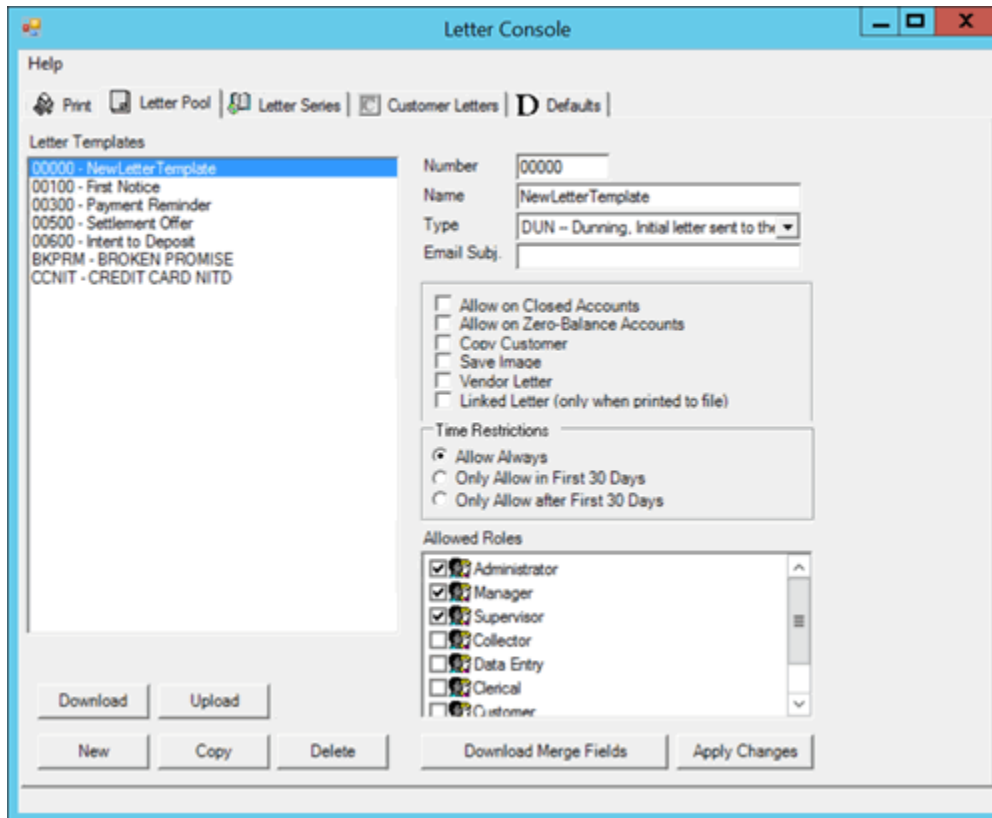 Letter Console
Help
Print
Letter Pool
Letter Series
Customer Letters
D Defaults
Letter Templates
00000 - NewLetterTemplate
00100 - First Notice
00300 - Payment Reminder
00500 - Settlement Offer
00600 - Intent to Deposit
BKPRM - BROKEN PROMISE
CCNIT - CREDIT CARD NITD
Number
00000
Name
NewLetterTemplate
Type
DUN -- Dunning, Initial letter sent to the
Email Subj.
Allow on Closed Accounts
Allow on Zero-Balance Accounts
Copy Customer
Save Image
Vendor Letter
Linked Letter (only when printed to file)
Time Restrictions
Allow Always
Only Allow in First 30 Days
Only Allow after First 30 Days
Allowed Roles
Administrator
Manager
Supervisor
Collector
Data Entry
Clerical
Customer
Download
Upload
New
Copy
Delete
Download Merge Fields
Apply Changes